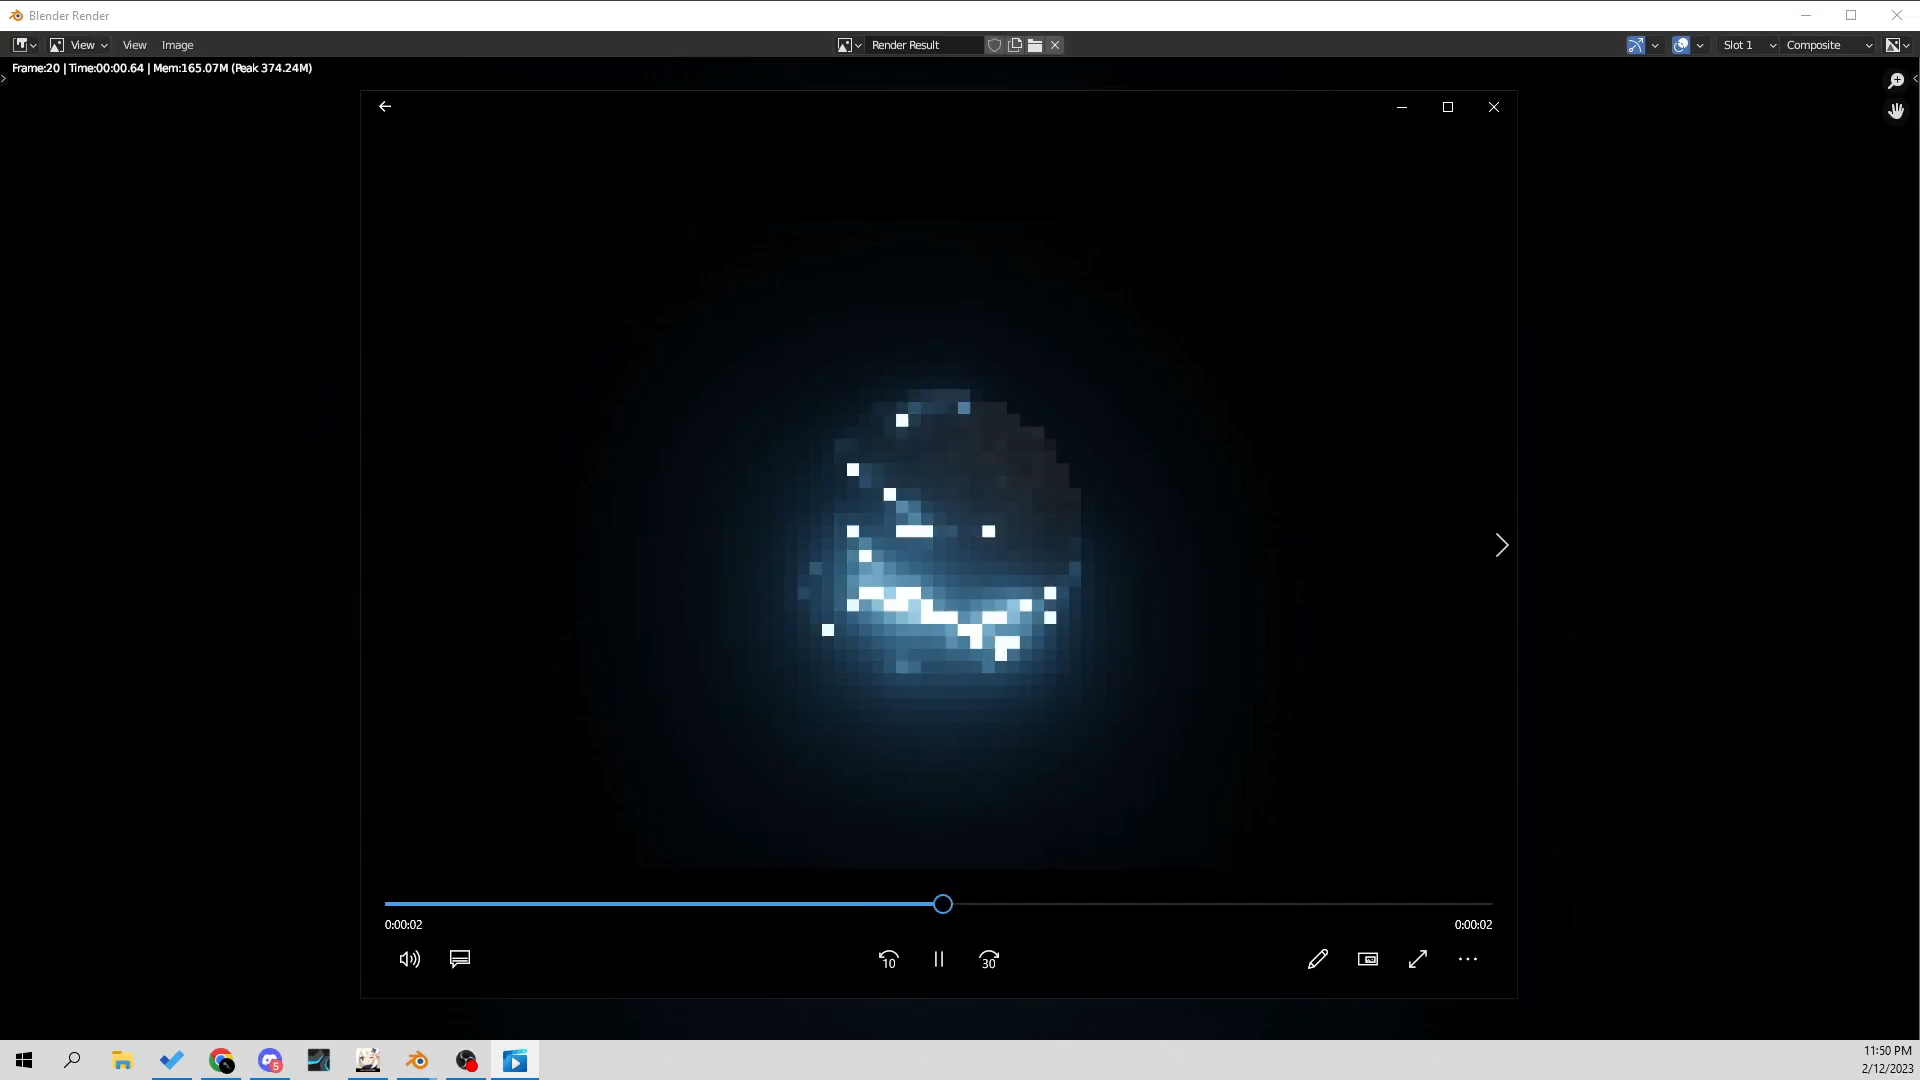 Blender Render
View View Image Render Result Slot 1 Composite
Frame:20 | Time:00:00.64 | Mem:165.07M (Peak 374.24M)
0:00:02 0:00:02
10 30
5
11:50 PM
2/12/2023